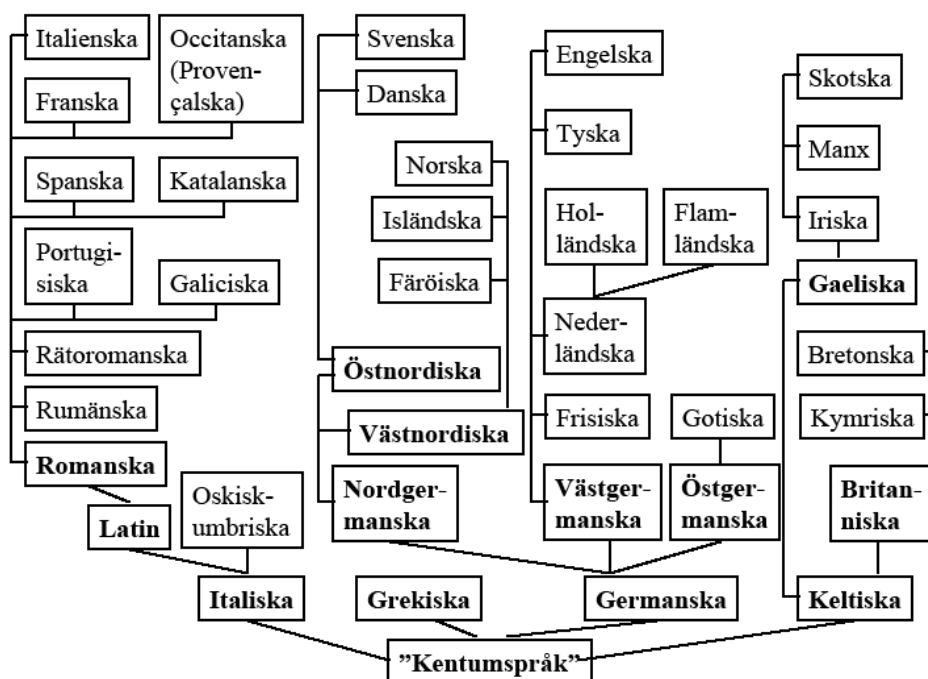 Italienska
Occitanska
(Proven-
çalska)
Franska
Spanska
Katalanska
Portugi-
siska
Galiciska
Rätoromanska
Rumänska
Romanska
Latin
Oskisk-
umbriska
Italiska
Svenska
Danska
Norska
Isländska
Färöiska
Östnordiska
Västnordiska
Nordger-
manska
Grekiska
Engelska
Tyska
Hol-
ländska
Flam-
ländska
Neder-
ländska
Frisiska
Gotiska
Västger-
manska
Östger-
manska
Germanska
Skotska
Manx
Iriska
Gaeliska
Bretonska
Kymriska
Britan-
niska
Keltiska
”Kentumspråk”